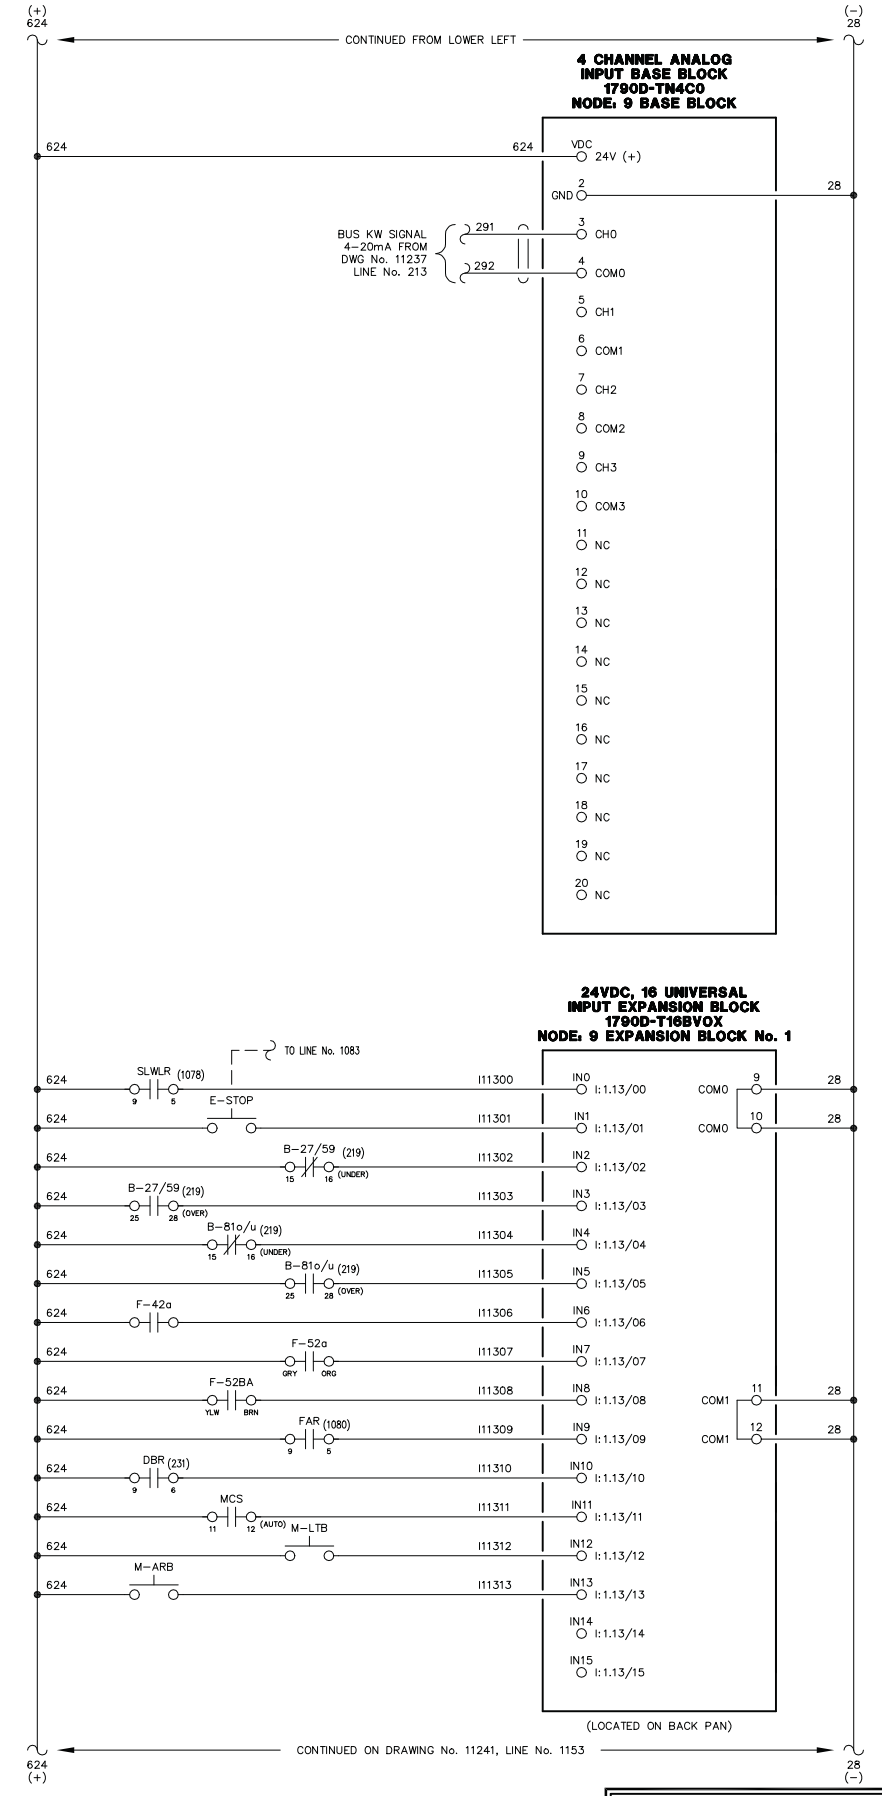 (+)
624
(−)
28
CONTINUED FROM LOWER LEFT
4 CHANNEL ANALOG
INPUT BASE BLOCK
1790D-TN4C0
NODE: 9 BASE BLOCK
624
624
VDC
24V (+)
2
GND
28
BUS KW SIGNAL
4-20mA FROM
DWG No. 11237
LINE No. 213
291
3
CH0
292
4
COM0
5
CH1
6
COM1
7
CH2
8
COM2
9
CH3
10
COM3
11
NC
12
NC
13
NC
14
NC
15
NC
16
NC
17
NC
18
NC
19
NC
20
NC
24VDC, 16 UNIVERSAL
INPUT EXPANSION BLOCK
1790D-T16BVOX
NODE: 9 EXPANSION BLOCK No. 1
TO LINE No. 1083
624
SLWLR (1078)
9 5
I11300
IN0
I:1.13/00
9
COM0
28
624
E-STOP
I11301
IN1
I:1.13/01
10
COM0
28
624
B-27/59 (219)
15 16 (UNDER)
I11302
IN2
I:1.13/02
624
B-27/59 (219)
25 28 (OVER)
I11303
IN3
I:1.13/03
624
B-81o/u (219)
15 16 (UNDER)
I11304
IN4
I:1.13/04
624
B-81o/u (219)
25 28 (OVER)
I11305
IN5
I:1.13/05
624
F-42a
I11306
IN6
I:1.13/06
624
F-52a
GRY ORG
I11307
IN7
I:1.13/07
624
F-52BA
YLW BRN
I11308
IN8
I:1.13/08
11
COM1
28
624
FAR (1080)
9 5
I11309
IN9
I:1.13/09
12
COM1
28
624
DBR (231)
9 6
I11310
IN10
I:1.13/10
624
MCS
11 12 (AUTO)
I11311
IN11
I:1.13/11
624
M-LTB
I11312
IN12
I:1.13/12
624
M-ARB
I11313
IN13
I:1.13/13
IN14
I:1.13/14
IN15
I:1.13/15
(LOCATED ON BACK PAN)
CONTINUED ON DRAWING No. 11241, LINE No. 1153
624
(+)
28
(−)